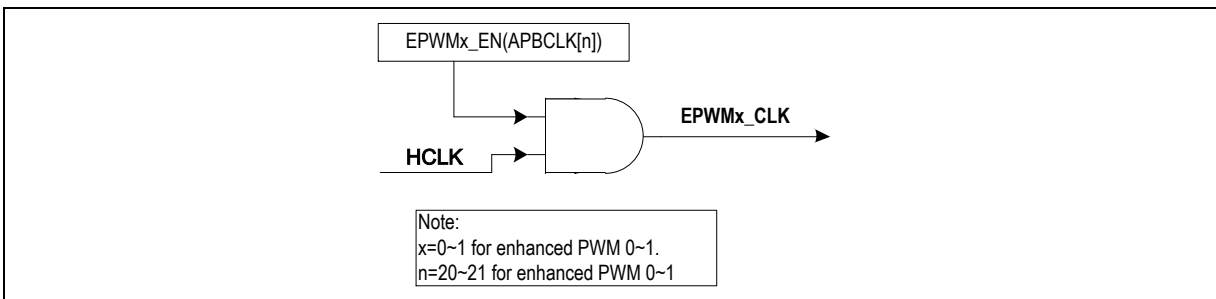 EPWMx_EN(APBCLK[n])
EPWMx_CLK
HCLK
Note:
x=0~1 for enhanced PWM 0~1.
n=20~21 for enhanced PWM 0~1